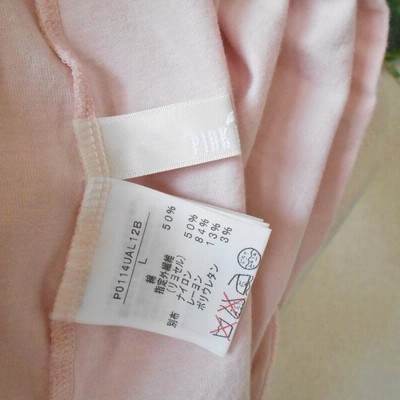 PINK
P0114UAL12B
L
綿 50%
指定外繊維
(リヨセル) 50%
別布 ナイロン 84%
レーヨン 13%
ポリウレタン 3%